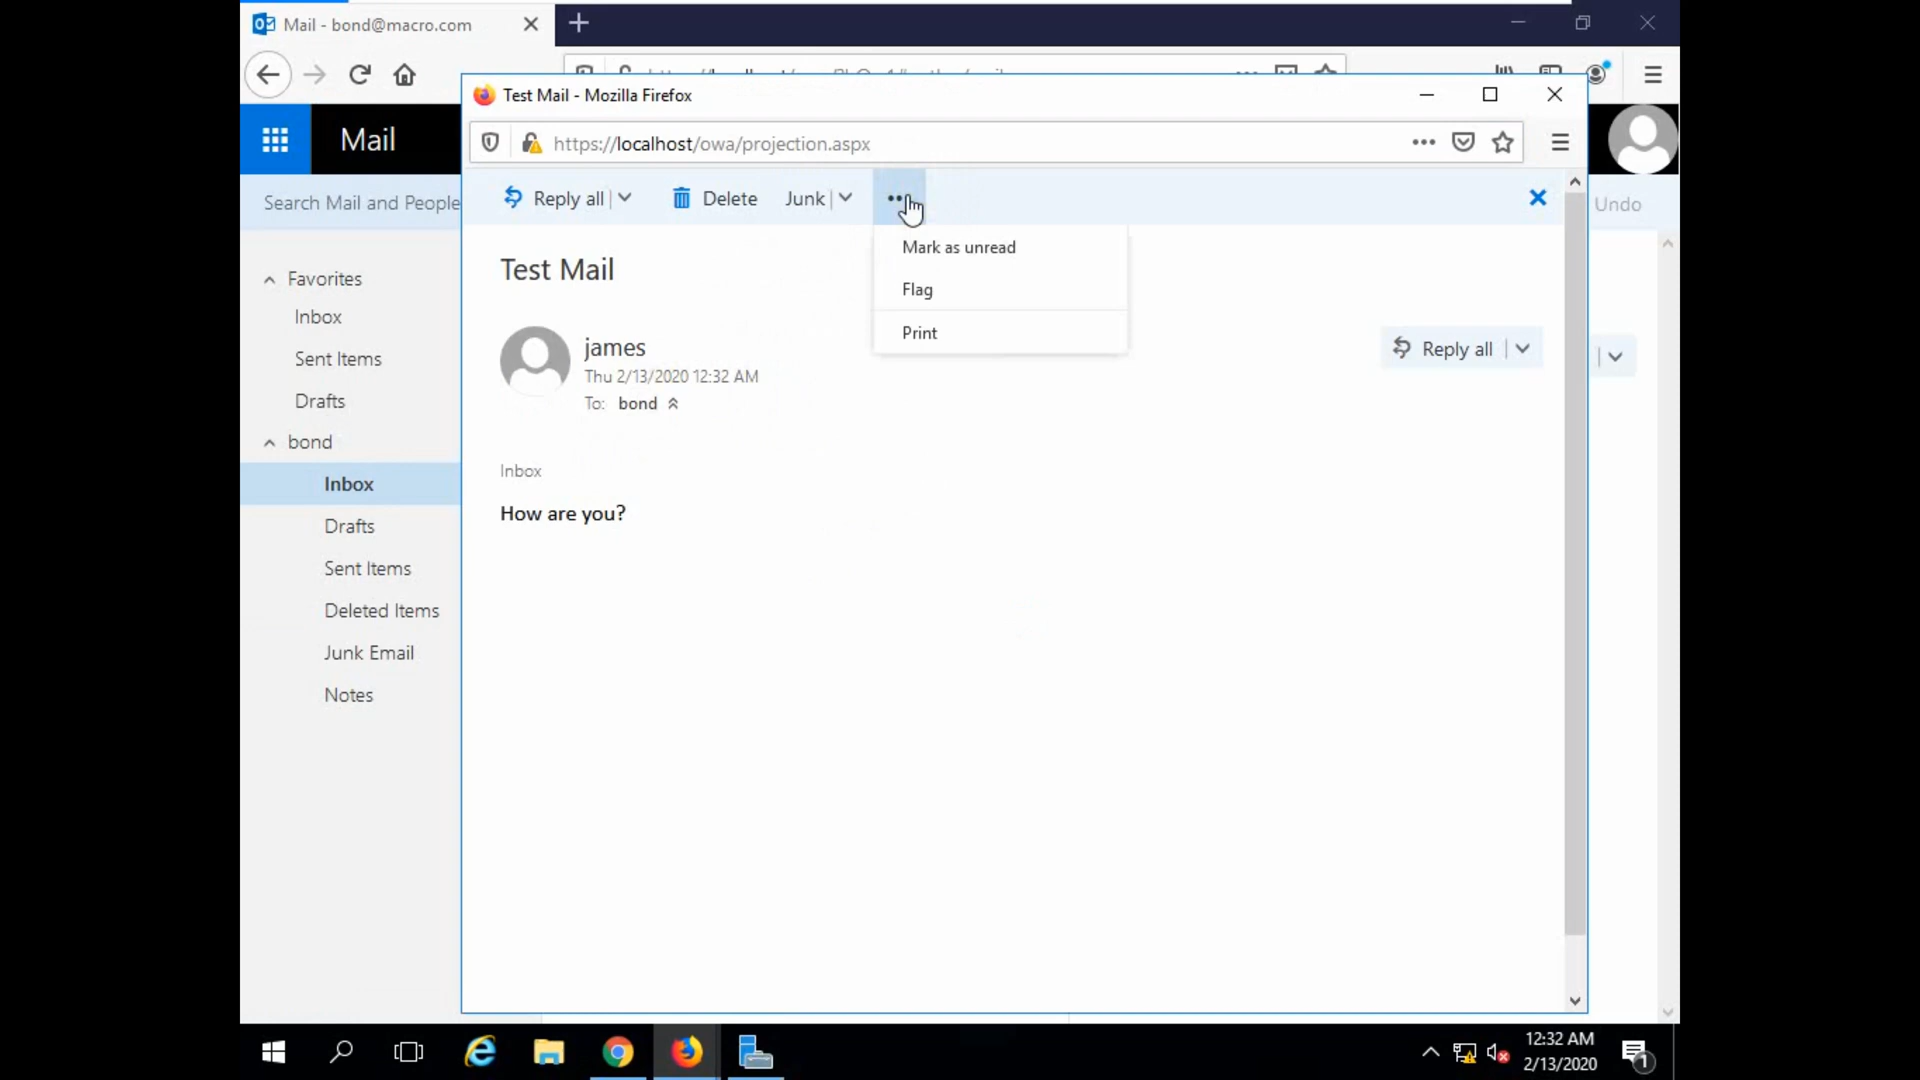 Mail - bond@macro.com
Test Mail - Mozilla Firefox
https://localhost/owa/projection.aspx
Mail
Search Mail and People
Undo
Reply all
Delete
Junk
Mark as unread
Flag
Print
Test Mail
james
Thu 2/13/2020 12:32 AM
To: bond
Reply all
Inbox
How are you?
Favorites
Inbox
Sent Items
Drafts
bond
Inbox
Drafts
Sent Items
Deleted Items
Junk Email
Notes
12:32 AM
2/13/2020
1